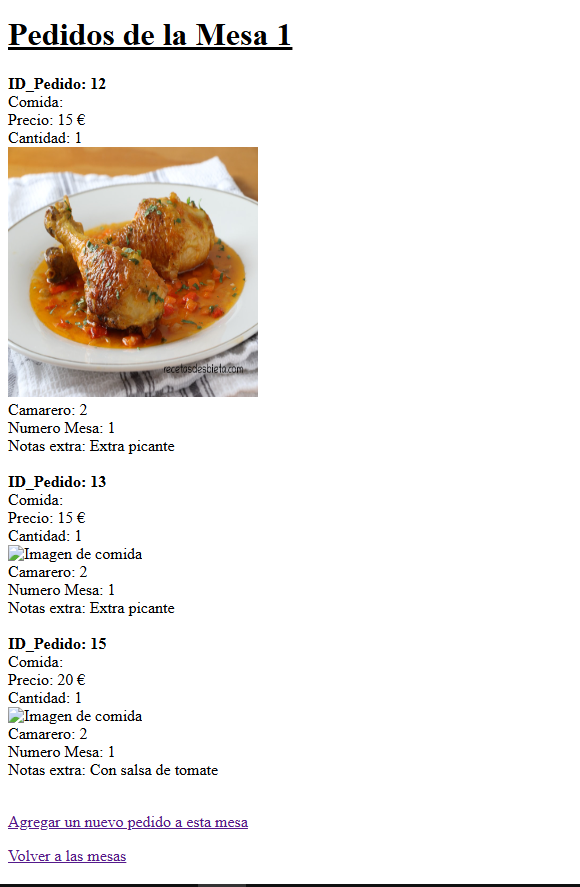 Pedidos de la Mesa 1
ID_Pedido: 12
Comida:
Precio: 15 €
Cantidad: 1
recetasdesbieta.com
Camarero: 2
Numero Mesa: 1
Notas extra: Extra picante
ID_Pedido: 13
Comida:
Precio: 15 €
Cantidad: 1
Imagen de comida
Camarero: 2
Numero Mesa: 1
Notas extra: Extra picante
ID_Pedido: 15
Comida:
Precio: 20 €
Cantidad: 1
Imagen de comida
Camarero: 2
Numero Mesa: 1
Notas extra: Con salsa de tomate
Agregar un nuevo pedido a esta mesa
Volver a las mesas